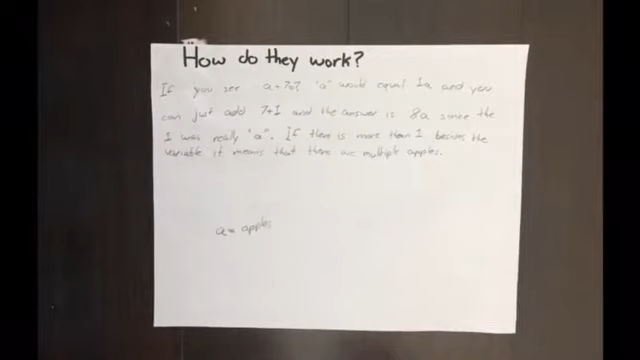 How do they work?
If you see a+7=? "a" would equal 1a and you
can just add 7+1 and the answer is 8a since the
1 was really "a". If there is more than 1 besides the
variable it means that there are multiple apples.
a= apples